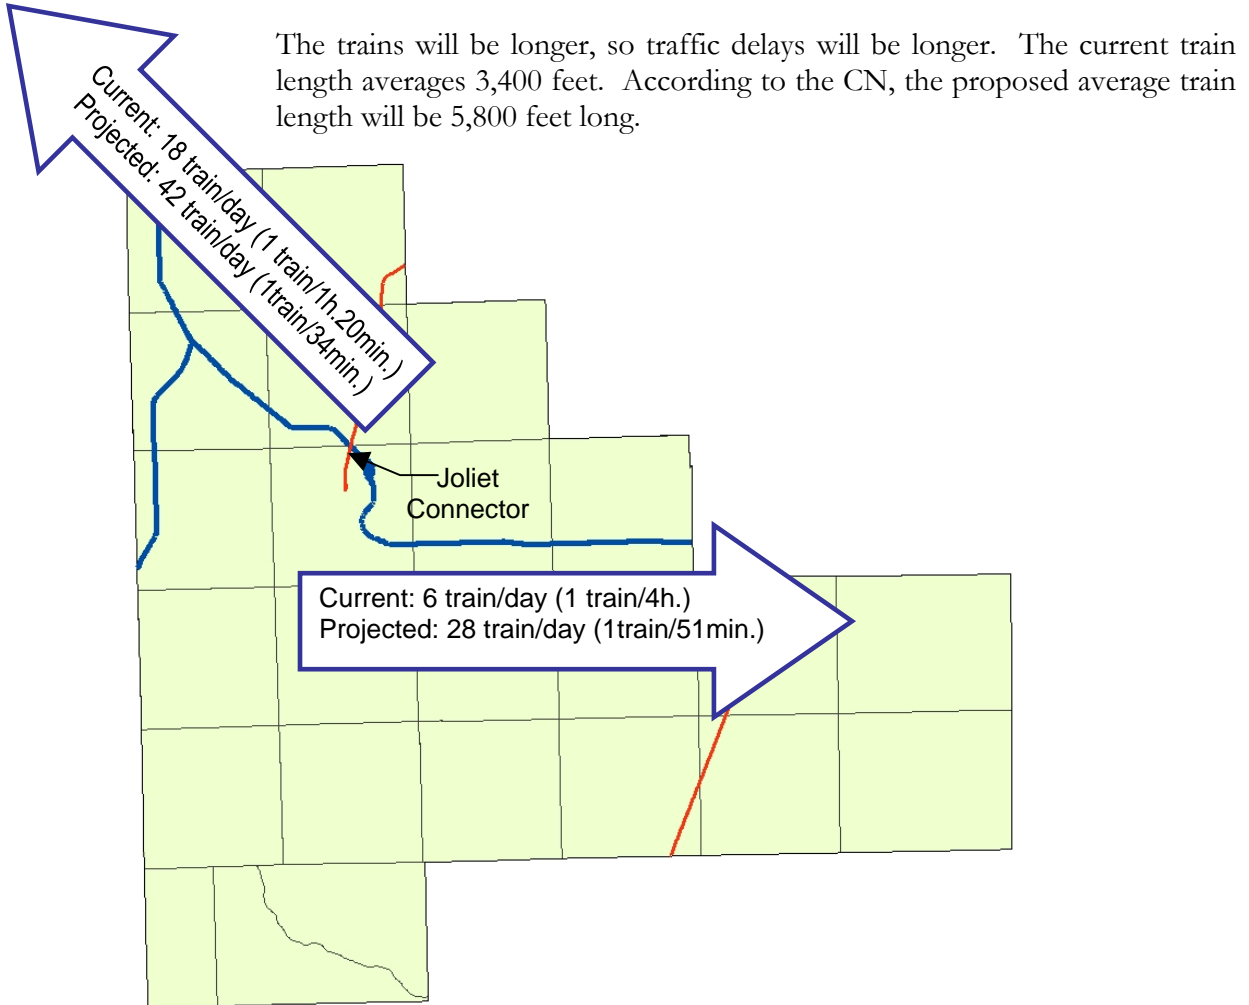 The trains will be longer, so traffic delays will be longer. The current train
length averages 3,400 feet. According to the CN, the proposed average train
length will be 5,800 feet long.
Current: 18 train/day (1 train/1h.20min.)
Projected: 42 train/day (1train/34min.)
Joliet
Connector
Current: 6 train/day (1 train/4h.)
Projected: 28 train/day (1train/51min.)